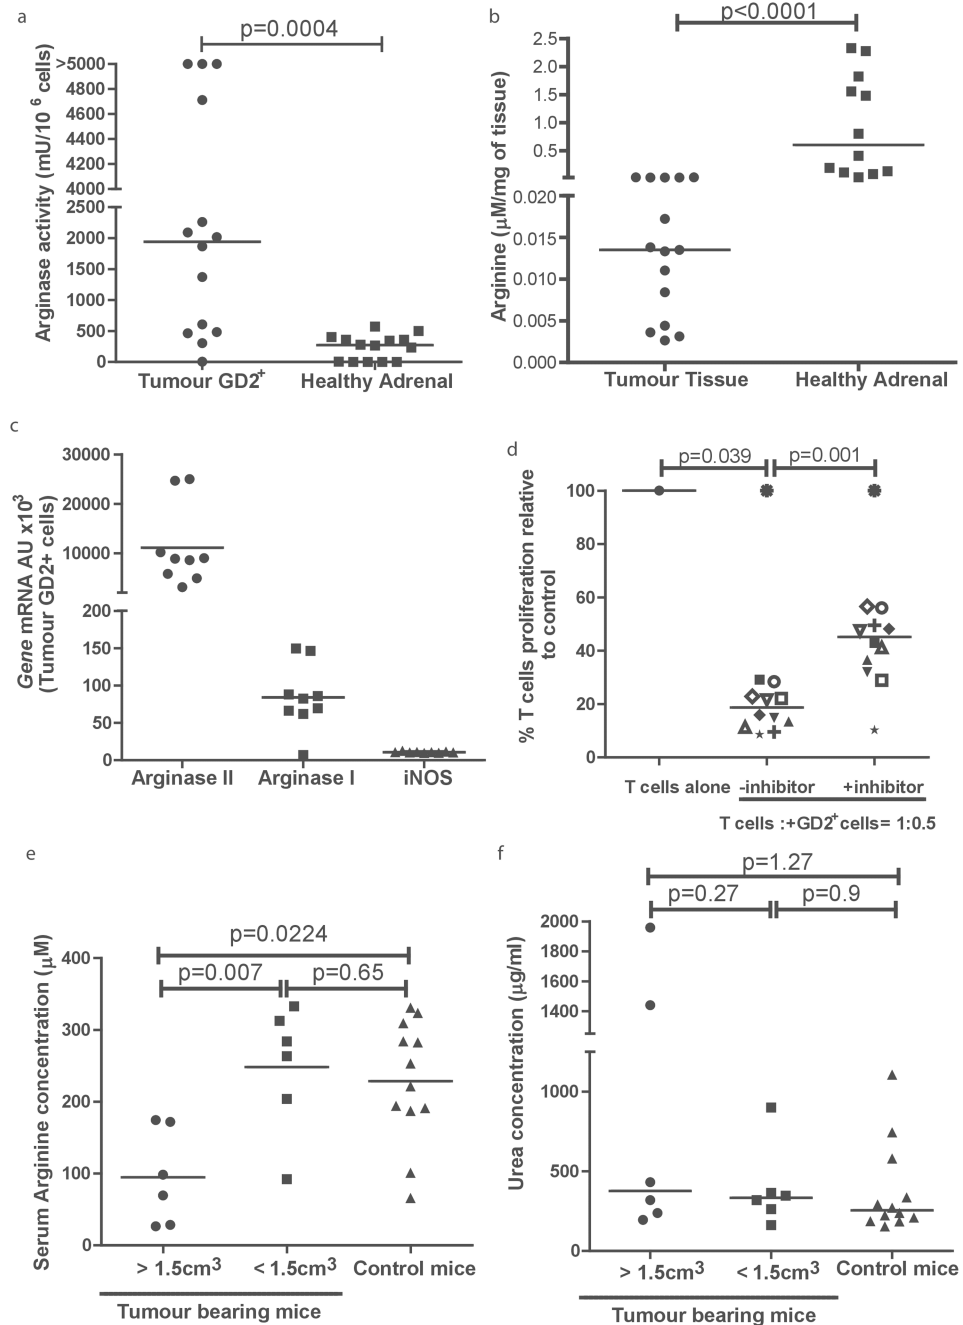 a
p=0.0004
Arginase activity (mU/10 6 cells)
>5000
4800
4600
4400
4200
4000
2500
2000
1500
1000
500
0
Tumour GD2+
Healthy Adrenal
b
p<0.0001
Arginine (µM/mg of tissue)
2.5
2.0
1.5
1.0
0.5
0.020
0.015
0.010
0.005
0.000
Tumour Tissue
Healthy Adrenal
c
Gene mRNA AU x10³
(Tumour GD2+ cells)
30000
20000
10000
200
150
100
50
0
Arginase II
Arginase I
iNOS
d
p=0.039
p=0.001
% T cells proliferation relative
to control
100
60
40
20
0
T cells alone
-inhibitor
+inhibitor
T cells :+GD2+cells= 1:0.5
e
p=0.0224
p=0.007
p=0.65
Serum Arginine concentration (µM)
400
300
200
100
0
> 1.5cm³
< 1.5cm³
Control mice
Tumour bearing mice
f
p=1.27
p=0.27
p=0.9
Urea concentration (µg/ml)
2000
1800
1600
1400
1000
500
0
> 1.5cm³
< 1.5cm³
Control mice
Tumour bearing mice